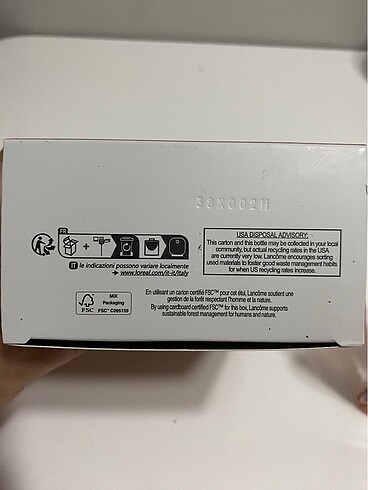 38X002H
FR
+
IT le indicazioni possono variare localmente
➔ www.loreal.com/it-it/italy
USA DISPOSAL ADVISORY:
This carton and this bottle may be collected in your local
community, but actual recycling rates in the USA
are currently very low. Lancôme encourages sorting
used materials to foster good waste management habits
for when US recycling rates increase.
FSC
MIX
Packaging
FSC® C095159
En utilisant un carton certifié FSC™ pour cet étui, Lancôme soutient une
gestion de la forêt respectant l'homme et la nature.
By using cardboard certified FSC™ for this box, Lancôme supports
sustainable forest management for humans and nature.